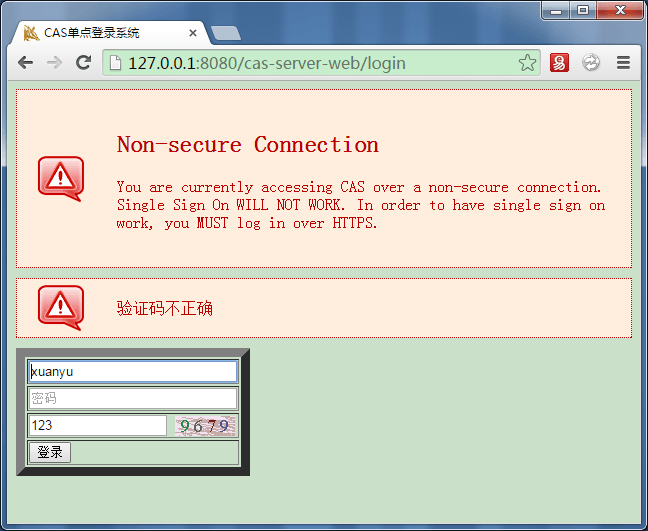 CAS单点登录系统
127.0.0.1:8080/cas-server-web/login
易
Non-secure Connection
You are currently accessing CAS over a non-secure connection.
Single Sign On WILL NOT WORK. In order to have single sign on
work, you MUST log in over HTTPS.
验证码不正确
xuanyu
密码
123 9679
登录